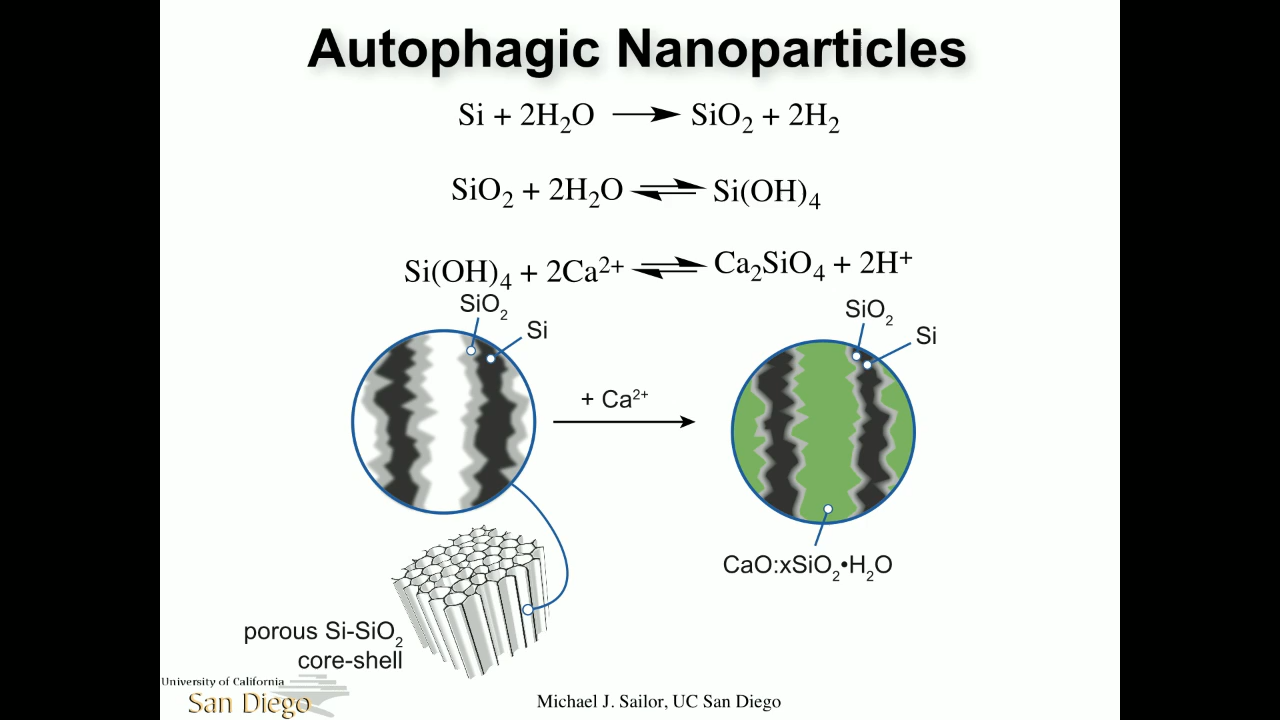 Autophagic Nanoparticles
Si + 2H₂O ⟶ SiO₂ + 2H₂
SiO₂ + 2H₂O ⇌ Si(OH)₄
Si(OH)₄ + 2Ca²⁺ ⇌ Ca₂SiO₄ + 2H⁺
SiO₂
Si
+ Ca²⁺
SiO₂
Si
CaO:xSiO₂•H₂O
porous Si-SiO₂
core-shell
University of California
San Diego
Michael J. Sailor, UC San Diego